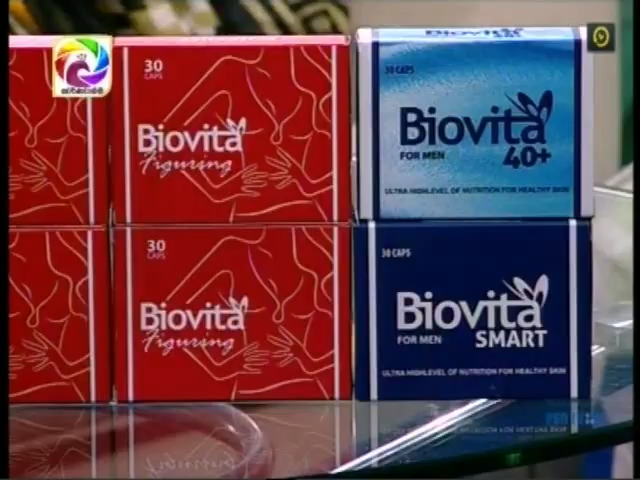 30
CAPS
Biovita
Figuring
30 CAPS
Biovita
FOR MEN
40+
ULTRA HIGHLEVEL OF NUTRITION FOR HEALTHY SKIN
30
CAPS
Biovita
Figuring
30 CAPS
Biovita
FOR MEN SMART
ULTRA HIGHLEVEL OF NUTRITION FOR HEALTHY SKIN